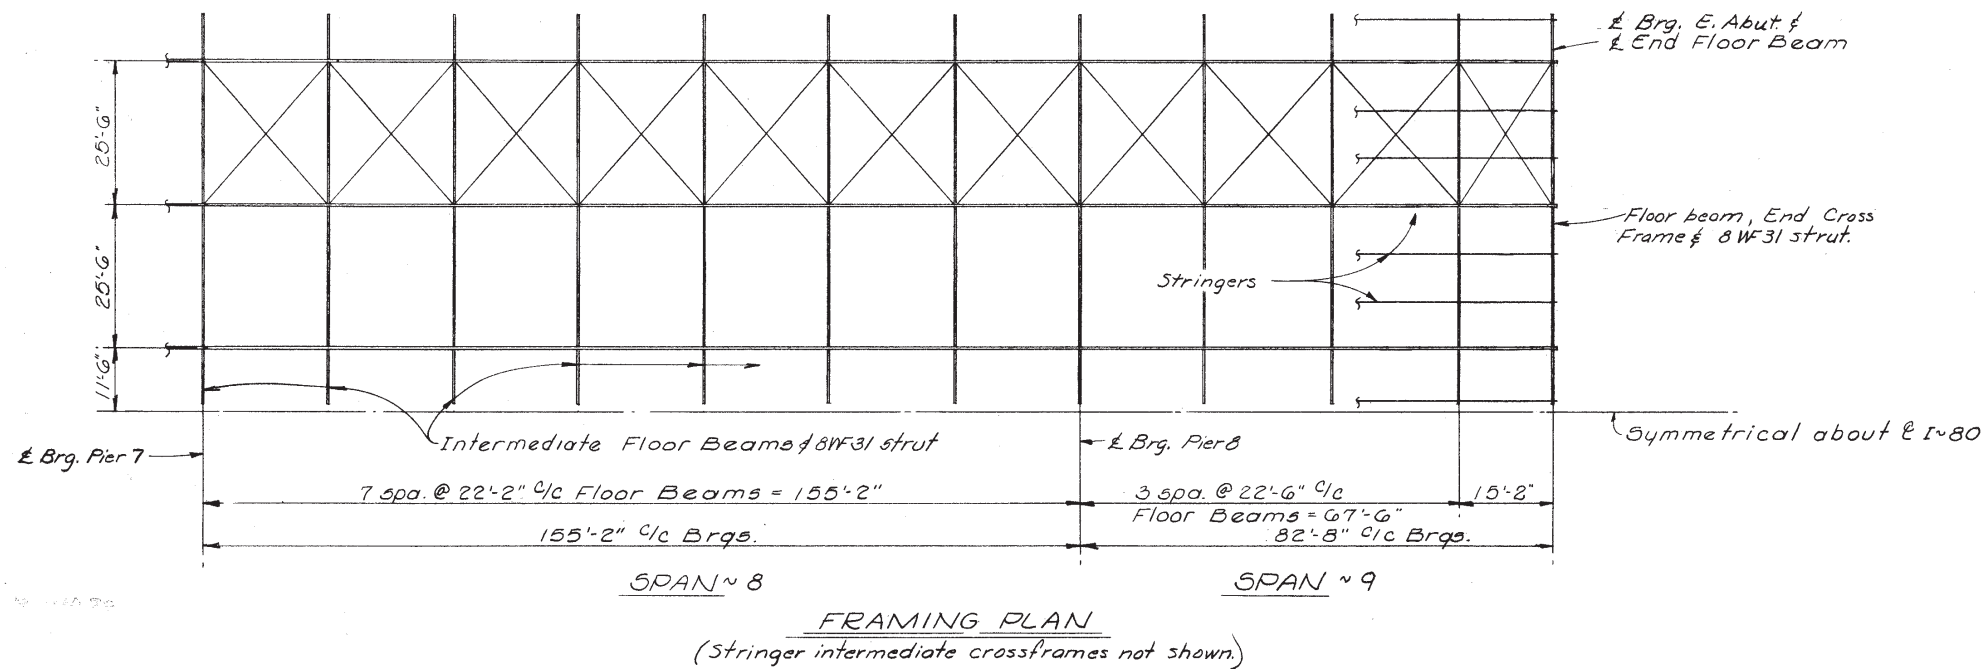 ℄ Brg. E. Abut. &
℄ End Floor Beam
25'-6"
Floor beam, End Cross
Frame & 8WF31 strut.
25'-6"
Stringers
11'-6"
Intermediate Floor Beams & 8WF31 strut
℄ Brg. Pier 8
Symmetrical about ℄ I~80
℄ Brg. Pier 7
7 spa. @ 22'-2" c/c Floor Beams = 155'-2"
3 spa. @ 22'-6" c/c
Floor Beams = 67'-6"
15'-2"
155'-2" c/c Brgs.
82'-8" c/c Brgs.
SPAN ~ 8
SPAN ~ 9
FRAMING PLAN
(Stringer intermediate crossframes not shown.)